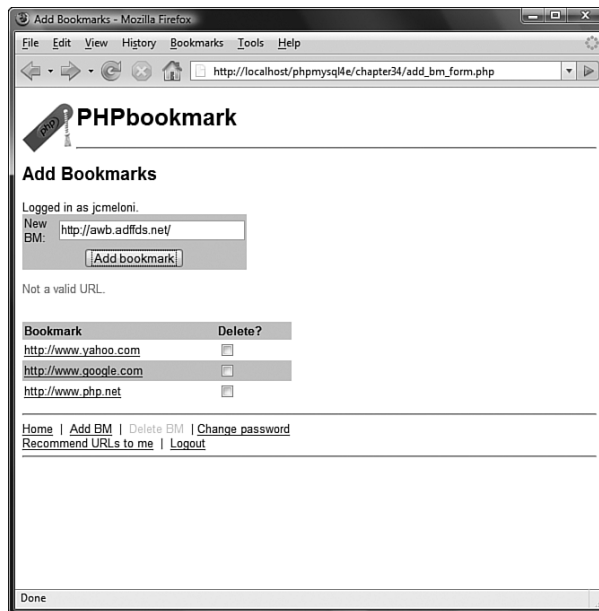 Add Bookmarks - Mozilla Firefox
File Edit View History Bookmarks Tools Help
http://localhost/phpmysql4e/chapter34/add_bm_form.php
php
PHPbookmark
Add Bookmarks
Logged in as jcmeloni.
New
BM:
http://awb.adffds.net/
Add bookmark
Not a valid URL.
Bookmark Delete?
http://www.yahoo.com
http://www.google.com
http://www.php.net
Home | Add BM | Delete BM | Change password
Recommend URLs to me | Logout
Done